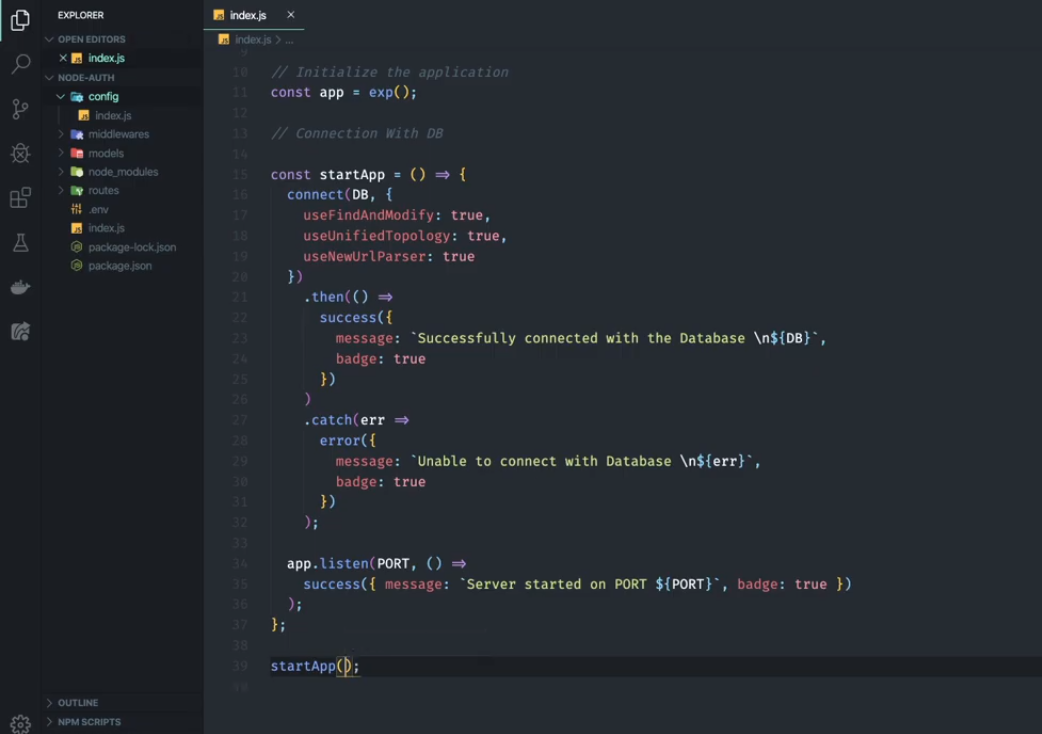 EXPLORER
OPEN EDITORS
index.js
NODE-AUTH
config
index.js
middlewares
models
node_modules
routes
.env
index.js
package-lock.json
package.json
OUTLINE
NPM SCRIPTS
index.js
index.js > ...
9
10 // Initialize the application
11 const app = exp();
12
13 // Connection With DB
14
15 const startApp = () => {
16 connect(DB, {
17 useFindAndModify: true,
18 useUnifiedTopology: true,
19 useNewUrlParser: true
20 })
21 .then(() =>
22 success({
23 message: `Successfully connected with the Database \n${DB}`,
24 badge: true
25 })
26 )
27 .catch(err =>
28 error({
29 message: `Unable to connect with Database \n${err}`,
30 badge: true
31 })
32 );
33
34 app.listen(PORT, () =>
35 success({ message: `Server started on PORT ${PORT}`, badge: true })
36 );
37 };
38
39 startApp();
40